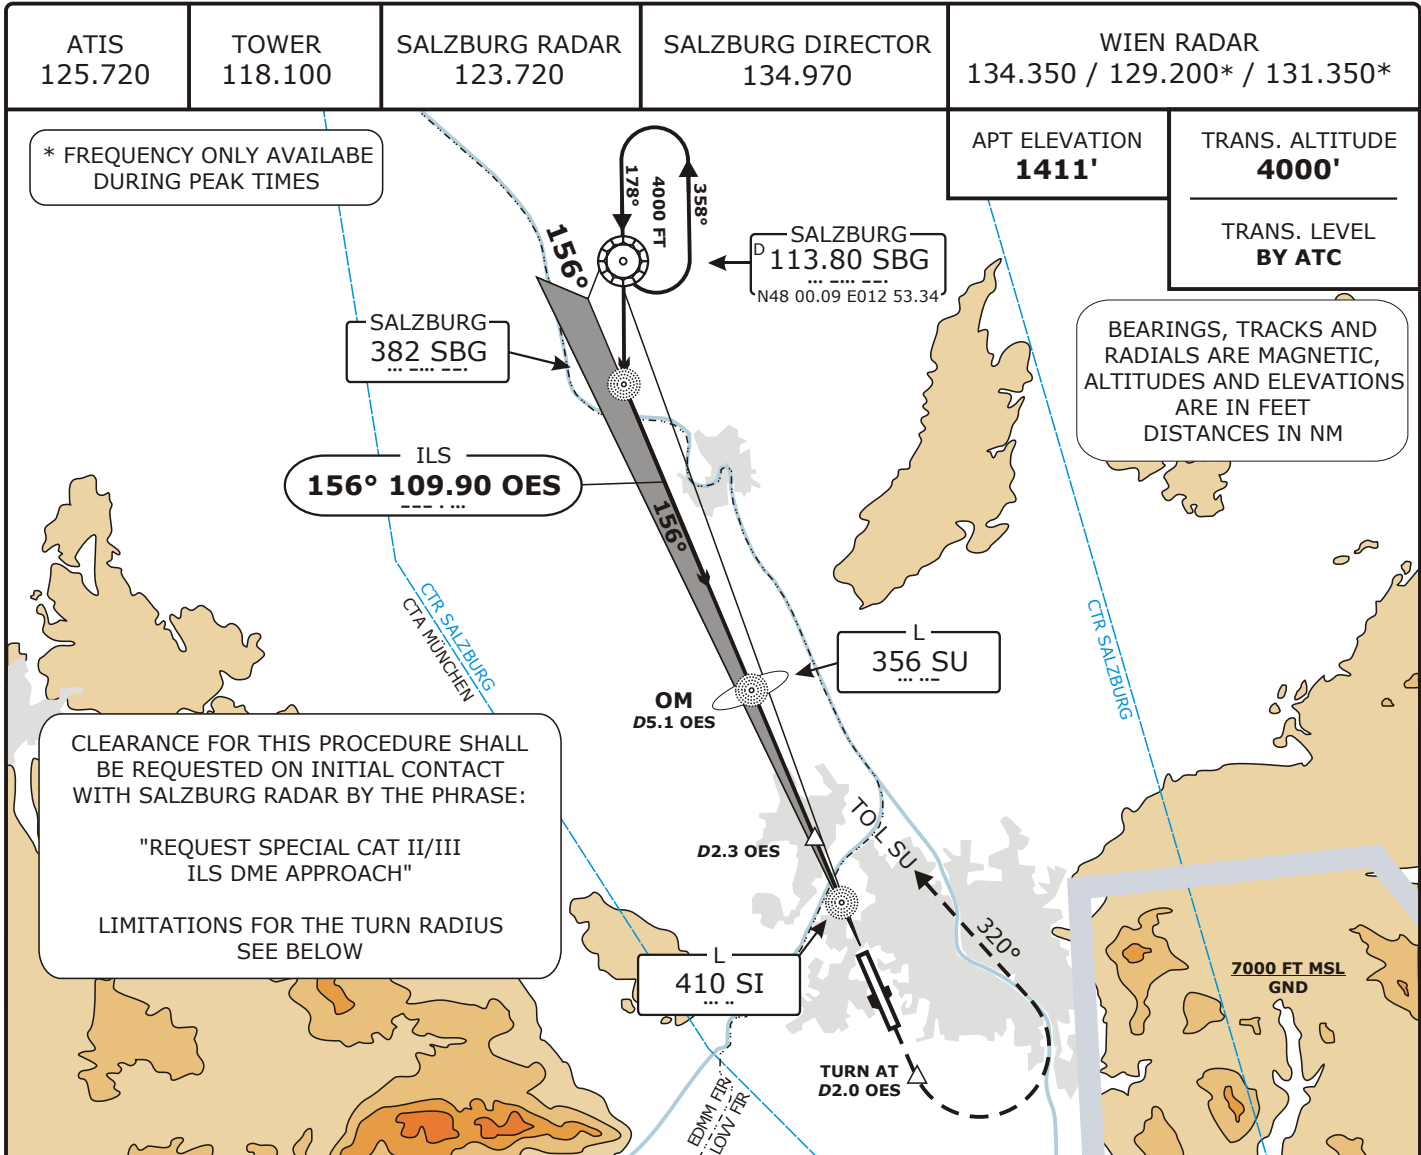 ATIS
125.720
TOWER
118.100
SALZBURG RADAR
123.720
SALZBURG DIRECTOR
134.970
WIEN RADAR
134.350 / 129.200* / 131.350*
APT ELEVATION
1411'
TRANS. ALTITUDE
4000'
TRANS. LEVEL
BY ATC
* FREQUENCY ONLY AVAILABE
DURING PEAK TIMES
178°
4000 FT
358°
156°
SALZBURG
D 113.80 SBG
N48 00.09 E012 53.34
SALZBURG
382 SBG
BEARINGS, TRACKS AND
RADIALS ARE MAGNETIC,
ALTITUDES AND ELEVATIONS
ARE IN FEET
DISTANCES IN NM
ILS
156° 109.90 OES
156°
CTR SALZBURG
CTA MÜNCHEN
CTR SALZBURG
L
356 SU
OM
D5.1 OES
CLEARANCE FOR THIS PROCEDURE SHALL
BE REQUESTED ON INITIAL CONTACT
WITH SALZBURG RADAR BY THE PHRASE:
"REQUEST SPECIAL CAT II/III
ILS DME APPROACH"
LIMITATIONS FOR THE TURN RADIUS
SEE BELOW
D2.3 OES
TO L SU
320°
L
410 SI
7000 FT MSL
GND
TURN AT
D2.0 OES
EDMM FIR
LOVV FIR